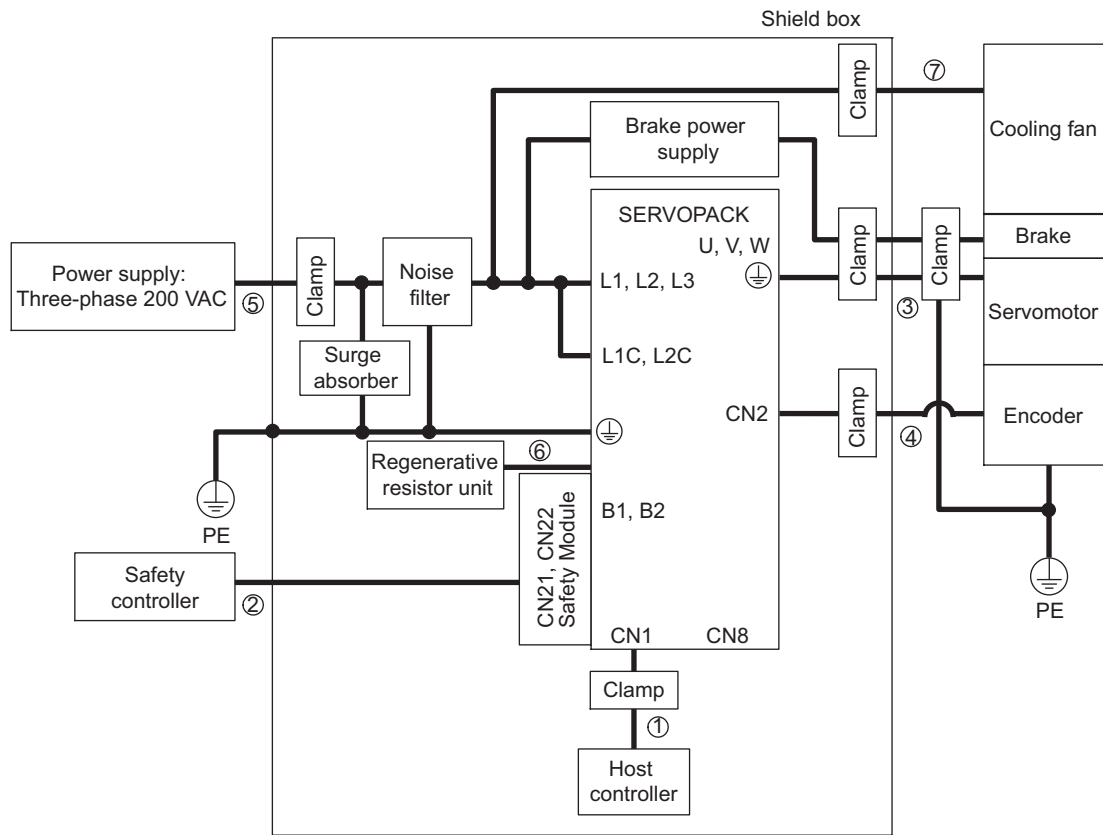 Shield box
⑦
Clamp
Cooling fan
Brake power
supply
SERVOPACK
U, V, W
Clamp
Clamp
Brake
Power supply:
Three-phase 200 VAC
⑤
Clamp
Noise
filter
L1, L2, L3
③
Servomotor
Surge
absorber
L1C, L2C
CN2
Clamp
④
Encoder
⑥
Regenerative
resistor unit
B1, B2
PE
CN21, CN22
Safety Module
Safety
controller
②
PE
CN1
CN8
Clamp
①
Host
controller